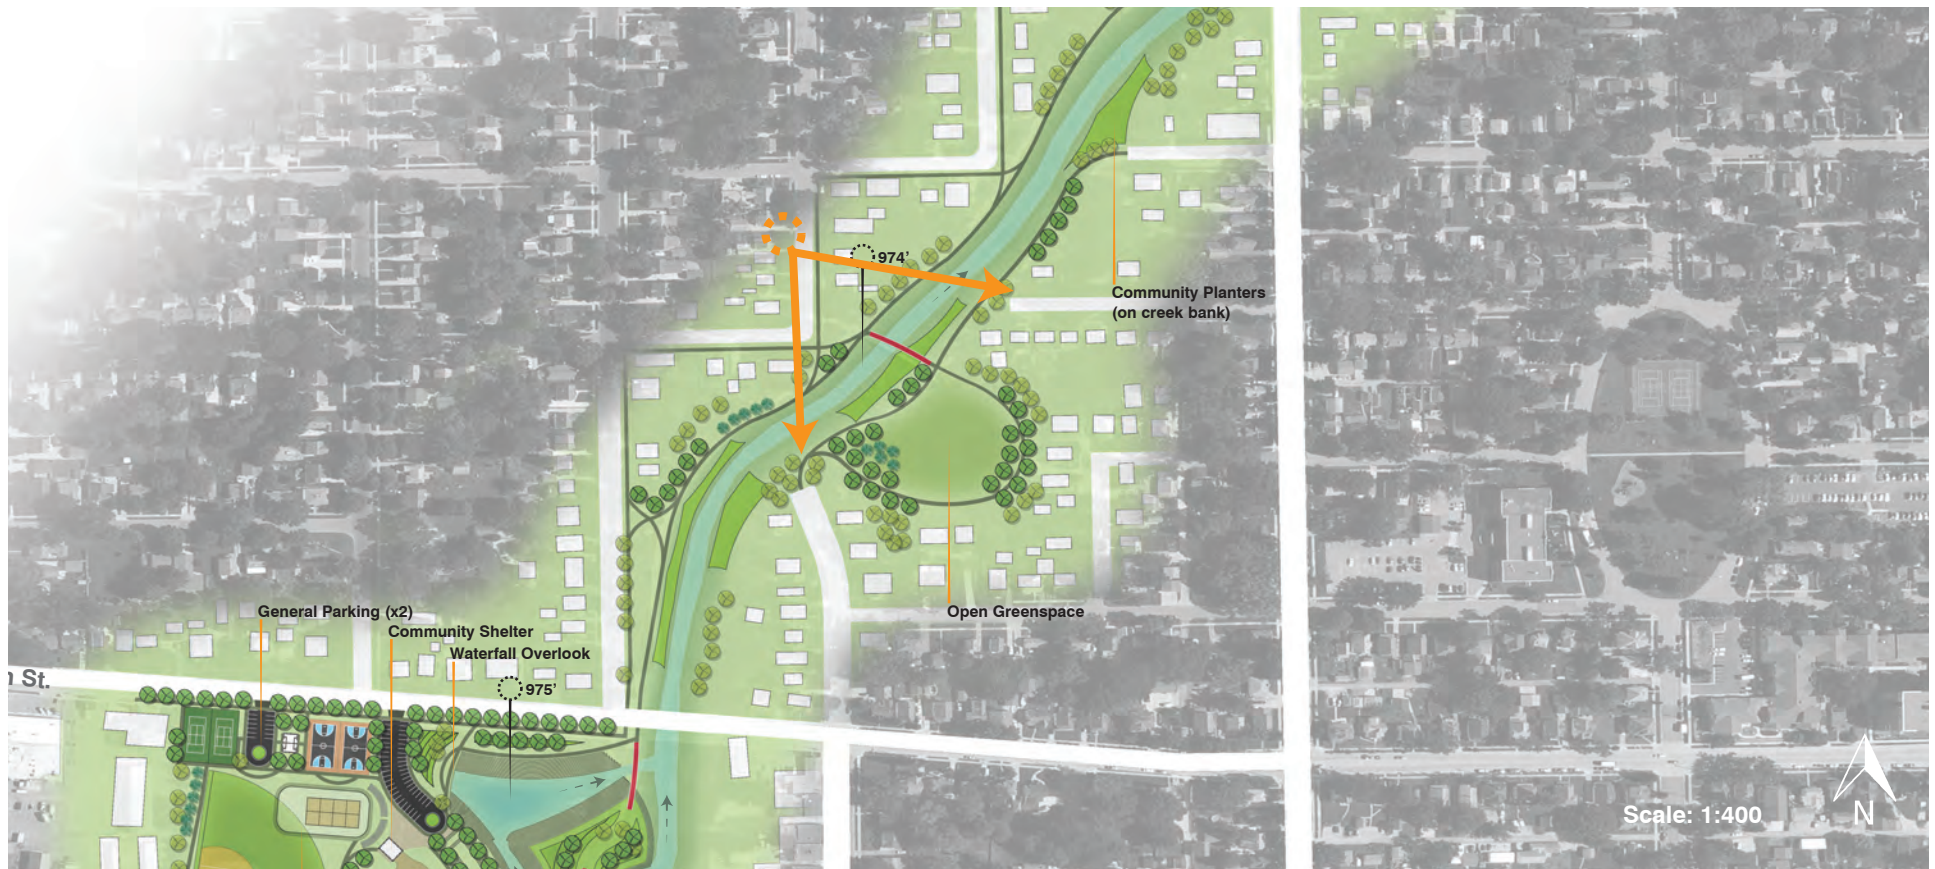 974’
Community Planters
(on creek bank)
General Parking (x2)
Community Shelter
Waterfall Overlook
Open Greenspace
St.
975’
Scale: 1:400
N